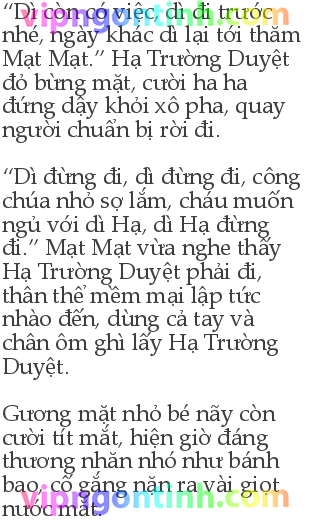 vipngontinh.com
“Dì còn có việc, dì đi trước
nhé, ngày khác dì lại tới thăm
Mạt Mạt.” Hạ Trường Duyệt
đỏ bừng mặt, cười ha ha
đứng dậy khỏi xô pha, quay
người chuẩn bị rời đi.
“Dì đừng đi, dì đừng đi, công
chúa nhỏ sợ lắm, cháu muốn
ngủ với dì Hạ, dì Hạ đừng
đi.” Mạt Mạt vừa nghe thấy
Hạ Trường Duyệt phải đi,
thân thể mềm mại lập tức
nhào đến, dùng cả tay và
chân ôm ghì lấy Hạ Trường
Duyệt.
Gương mặt nhỏ bé nãy còn
cười tít mắt, hiện giờ đáng
thương nhăn nhó như bánh
bao, cố gắng nặn ra vài giọt
nước mắt.
vipngontinh.com